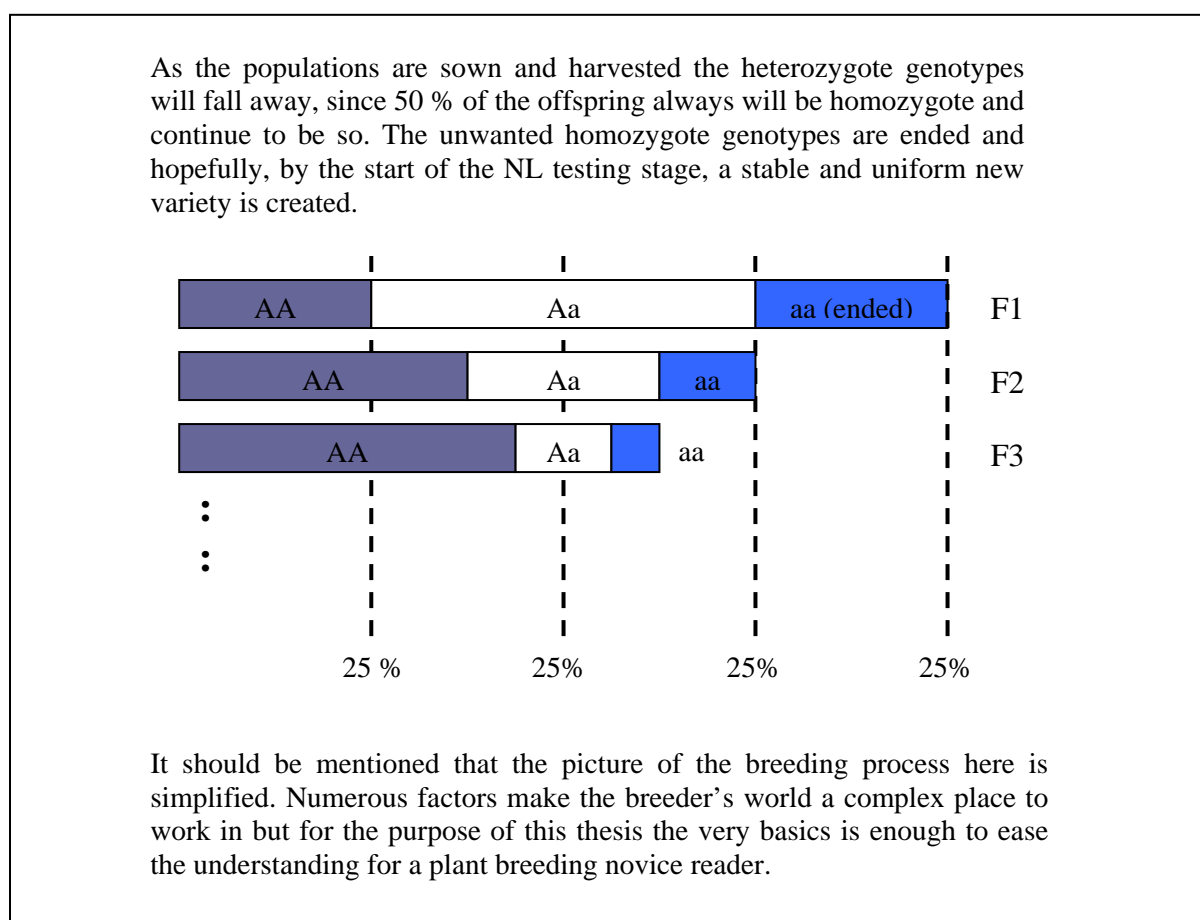 As the populations are sown and harvested the heterozygote genotypes
will fall away, since 50 % of the offspring always will be homozygote and
continue to be so. The unwanted homozygote genotypes are ended and
hopefully, by the start of the NL testing stage, a stable and uniform new
variety is created.
AA Aa aa (ended) F1
AA Aa aa F2
AA Aa aa F3
25 % 25% 25% 25%
It should be mentioned that the picture of the breeding process here is
simplified. Numerous factors make the breeder's world a complex place to
work in but for the purpose of this thesis the very basics is enough to ease
the understanding for a plant breeding novice reader.